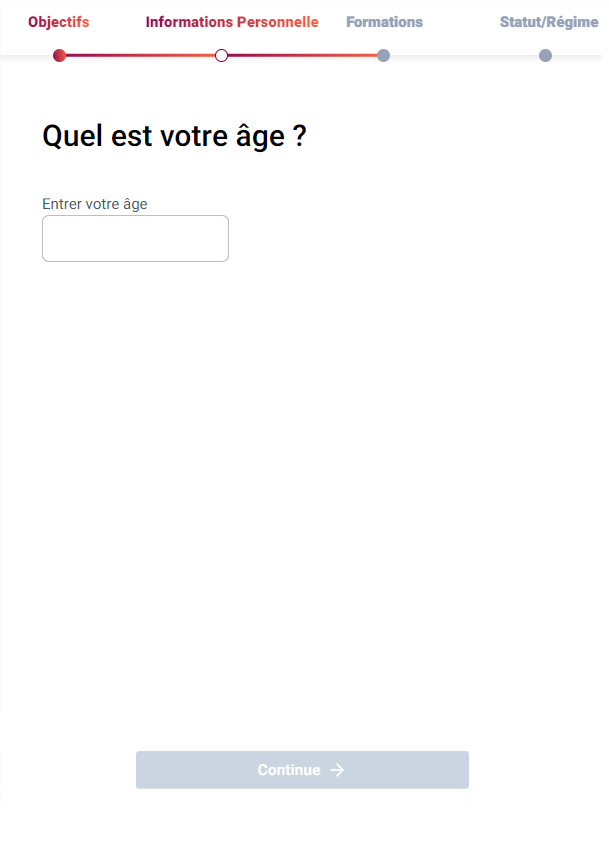 Objectifs Informations Personnelle Formations Statut/Régime
Quel est votre âge ?
Entrer votre âge
Continue →